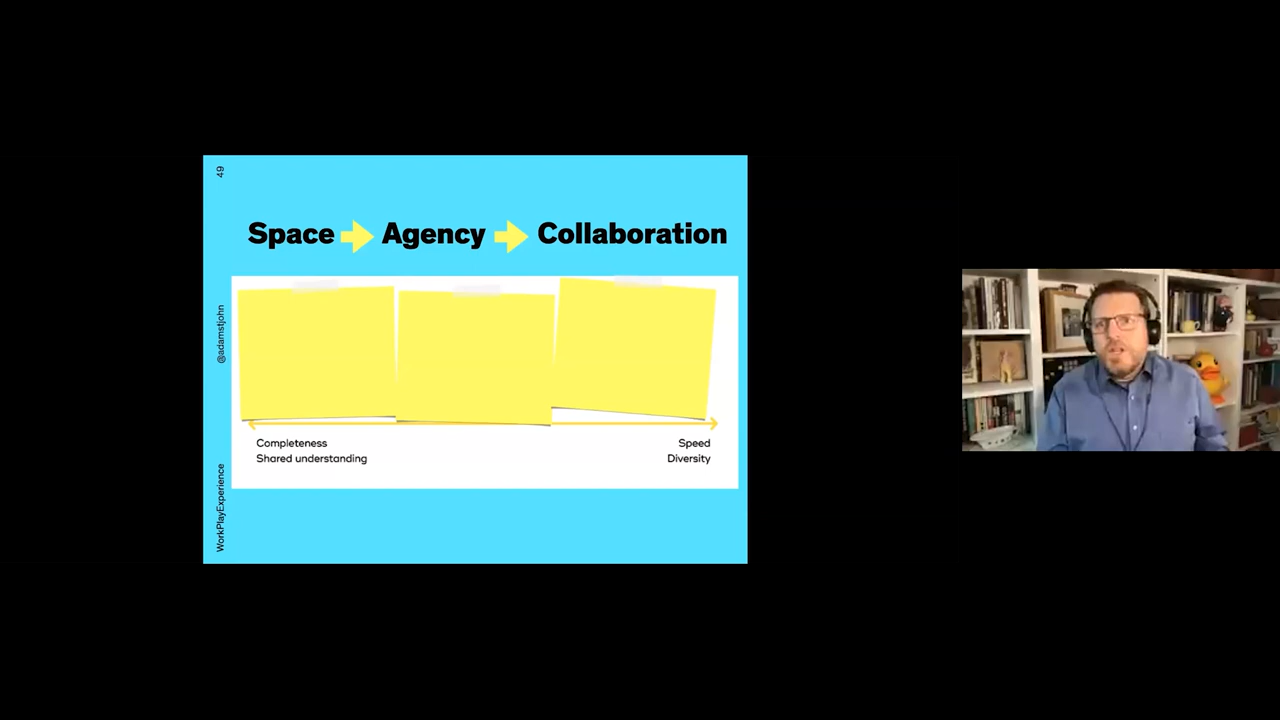 49
Space Agency Collaboration
@adamstjohn
Completeness
Shared understanding
Speed
Diversity
WorkPlayExperience